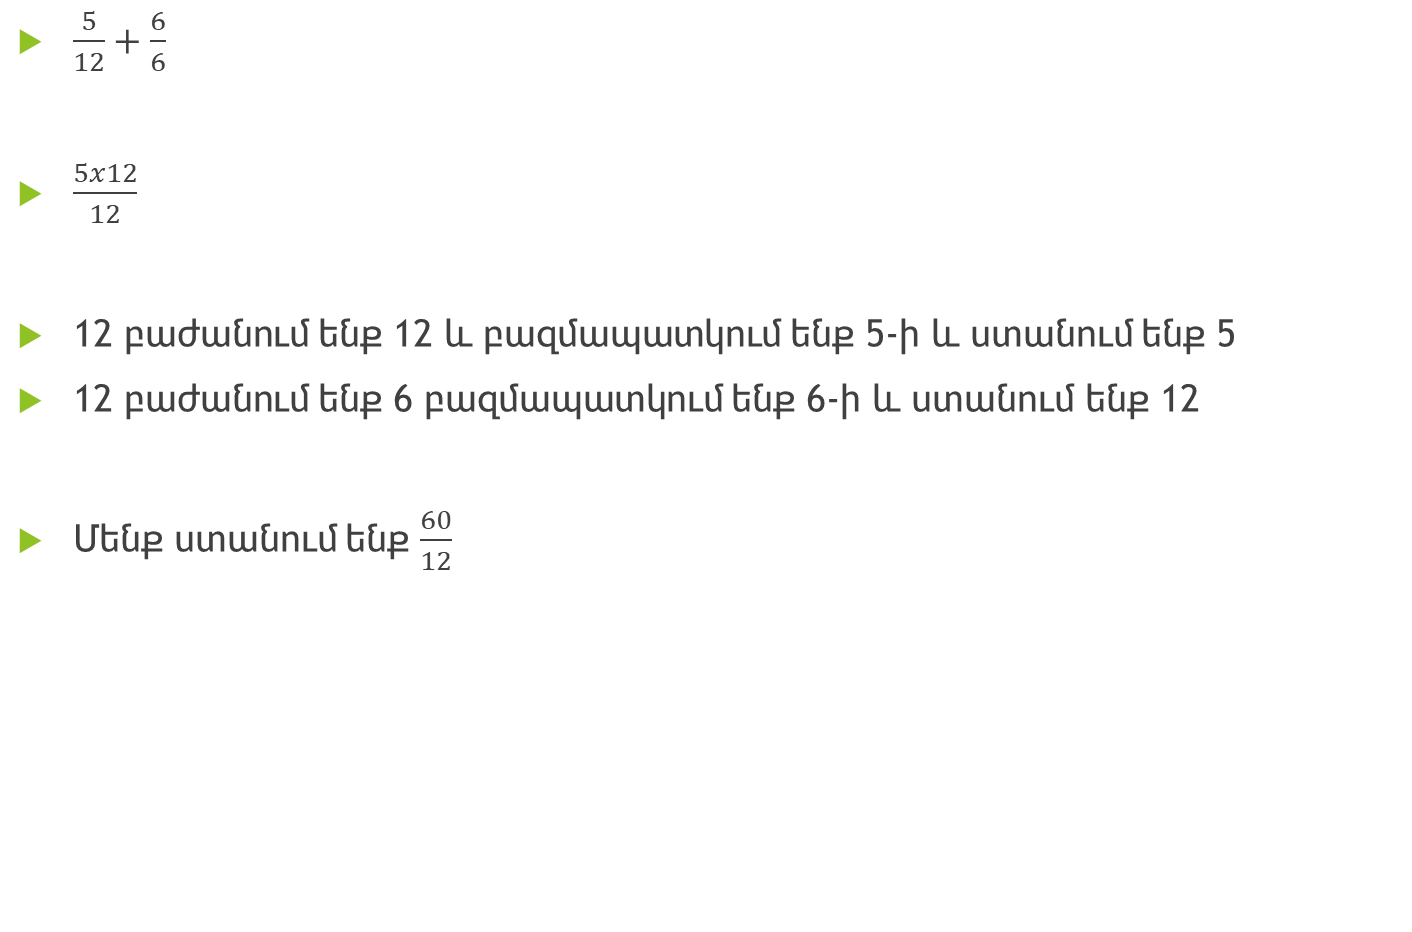 5/12 + 6/6
5x12/12
12 բաժանում ենք 12 և բազմապատկում ենք 5-ի և ստանում ենք 5
12 բաժանում ենք 6 բազմապատկում ենք 6-ի և ստանում ենք 12
Մենք ստանում ենք 60/12